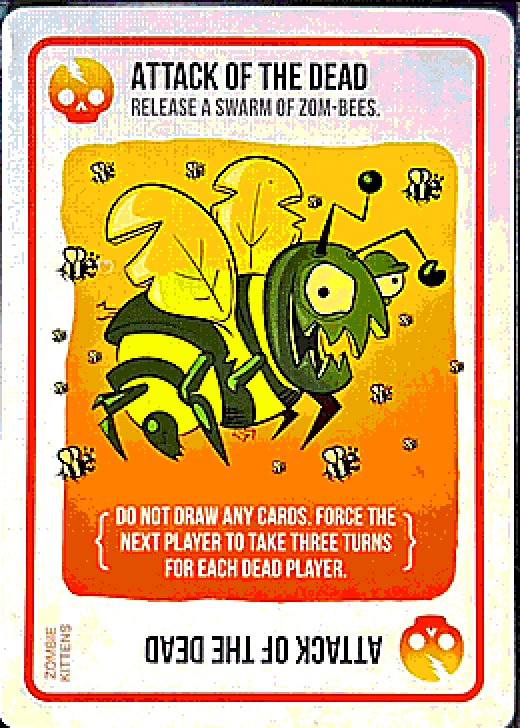 ATTACK OF THE DEAD
RELEASE A SWARM OF ZOM-BEES.
DO NOT DRAW ANY CARDS. FORCE THE
NEXT PLAYER TO TAKE THREE TURNS
FOR EACH DEAD PLAYER.
ZOMBIE
KITTENS
ATTACK OF THE DEAD